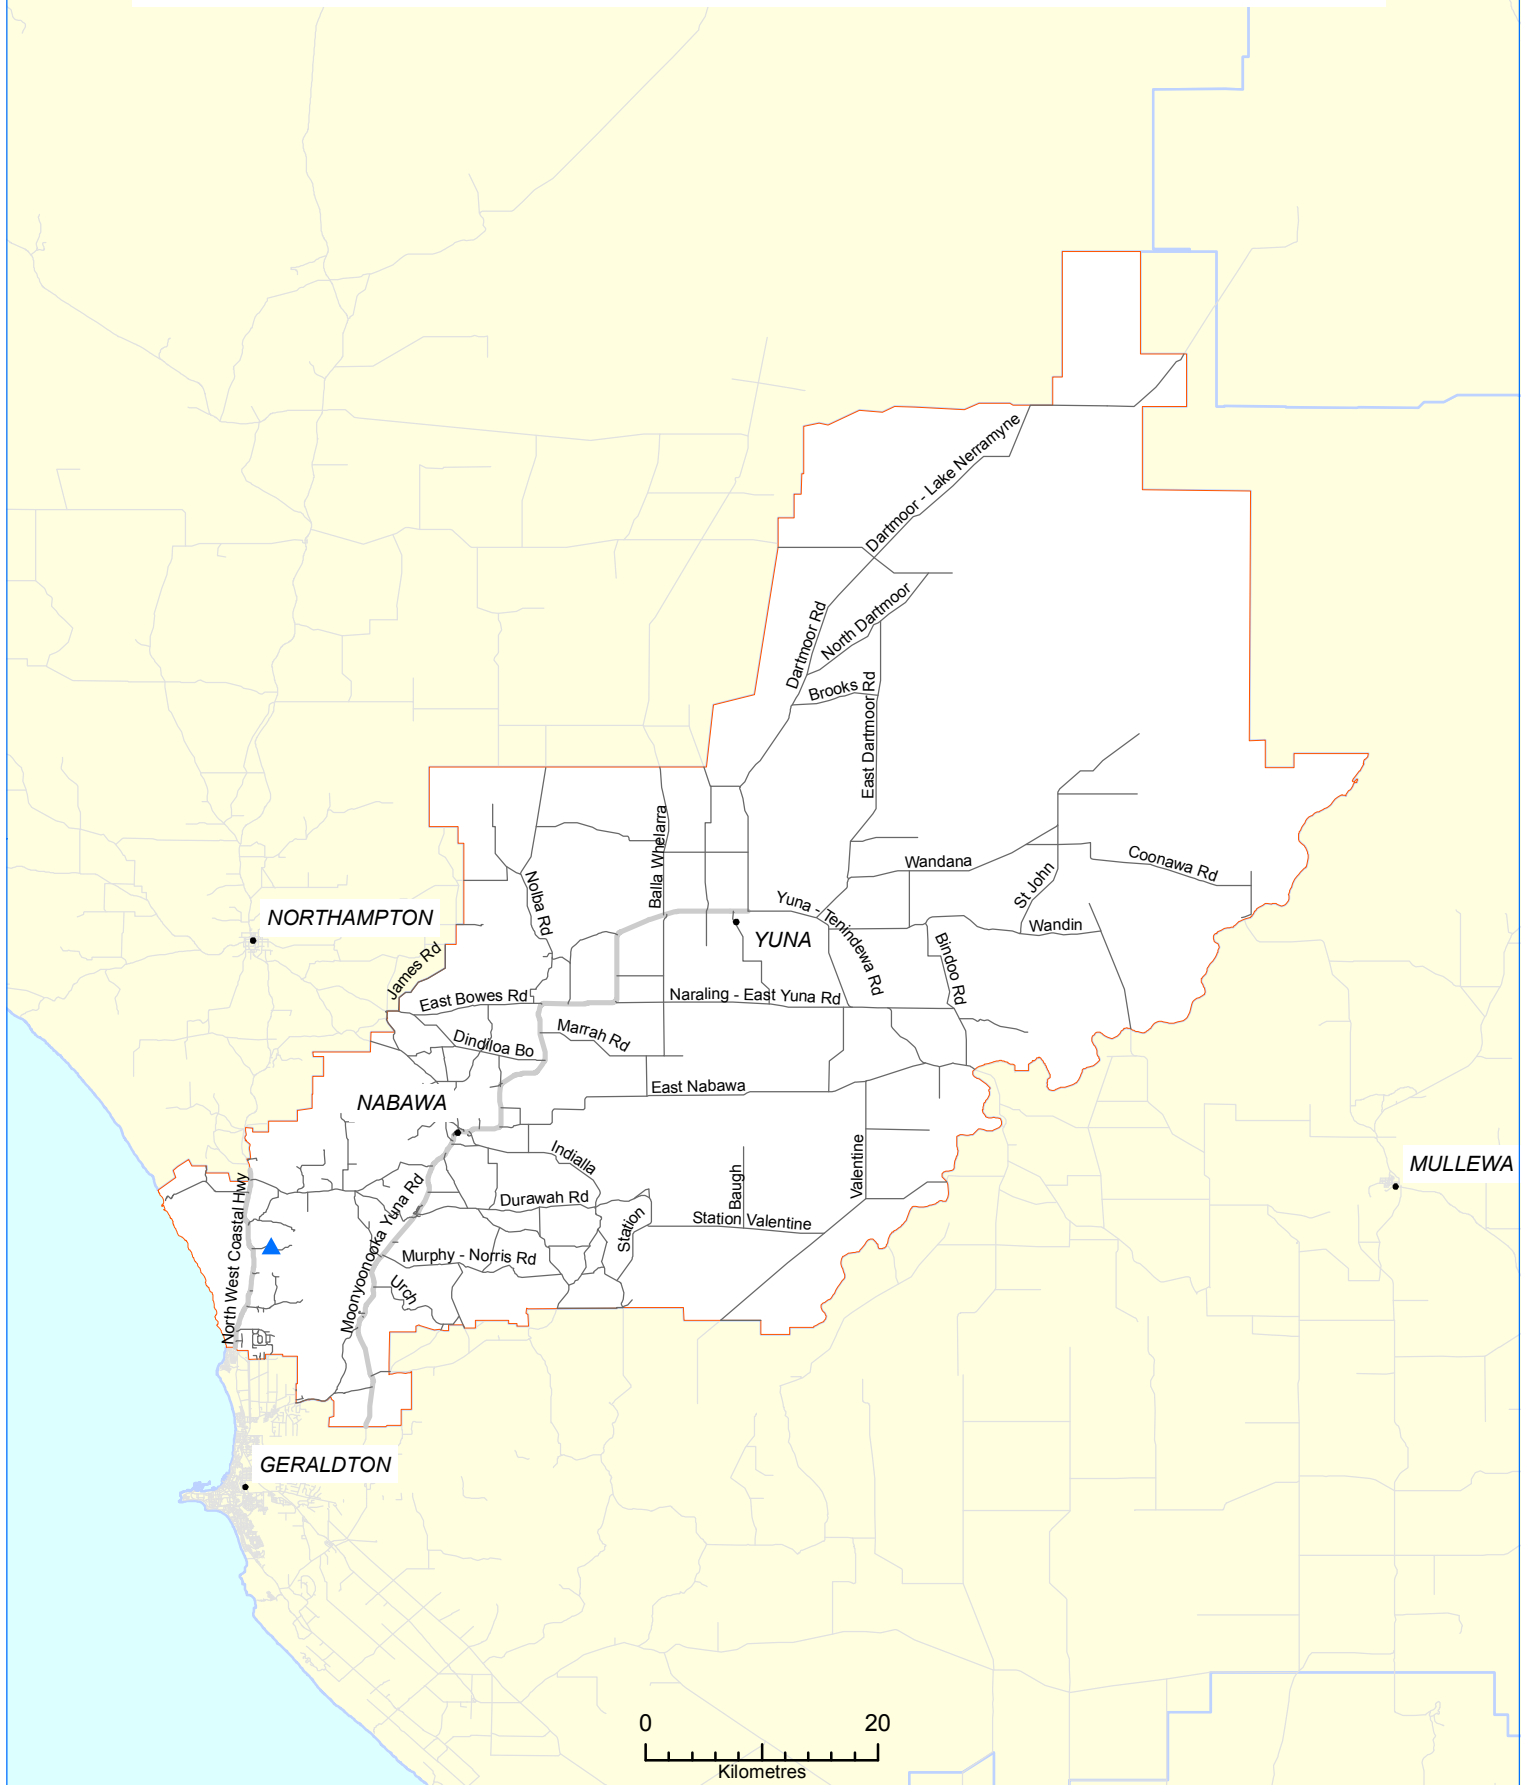 Dartmoor - Lake Nerramyne
Dartmoor Rd
North Dartmoor
Brooks
East Dartmoor Rd
Balla Whelarra
Wandana
Coonawa Rd
St John
Nolba Rd
NORTHAMPTON
Yuna - Tenindewa Rd
YUNA
Wandin
Bindoo Rd
James Rd
East Bowes Rd
Naraling - East Yuna Rd
Dindiloa Bo
Marrah Rd
East Nabawa
NABAWA
Indialla
Valentine
Baugh
MULLEWA
North West Coastal Hwy
Moonyoonooka Yuna Rd
Durawah Rd
Station
Station Valentine
Murphy - Norris Rd
Urch
GERALDTON
0 20
Kilometres